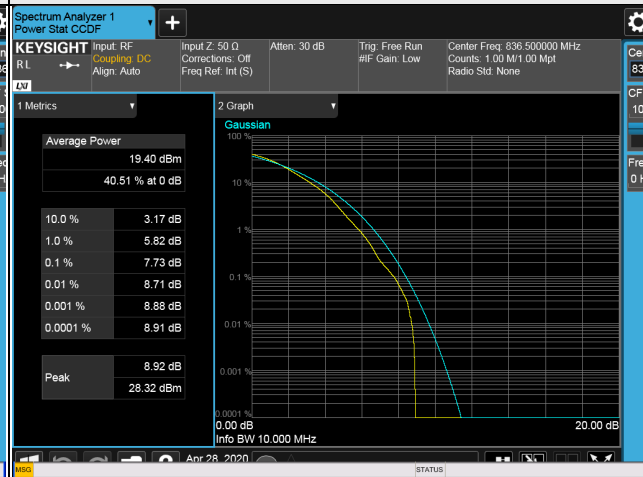 Spectrum Analyzer 1
Power Stat CCDF
KEYSIGHT
RL
LXI
Input: RF
Coupling: DC
Align: Auto
Input Z: 50 Ω
Corrections: Off
Freq Ref: Int (S)
Atten: 30 dB
Trig: Free Run
#IF Gain: Low
Center Freq: 836.500000 MHz
Counts: 1.00 M/1.00 Mpt
Radio Std: None
1 Metrics
Average Power
19.40 dBm
40.51 % at 0 dB
10.0 % 3.17 dB
1.0 % 5.82 dB
0.1 % 7.73 dB
0.01 % 8.71 dB
0.001 % 8.88 dB
0.0001 % 8.91 dB
Peak
8.92 dB
28.32 dBm
2 Graph
Gaussian
100 %
10 %
1 %
0.1 %
0.01 %
0.001 %
0.0001 %
0.00 dB 20.00 dB
Info BW 10.000 MHz
Apr 28, 2020
MSG STATUS
Ce
83
CF
10
Fre
0 H